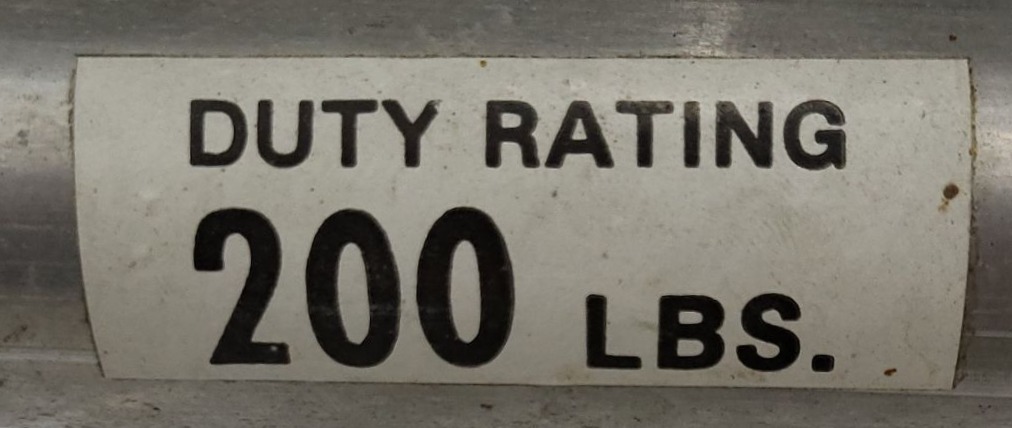 DUTY RATING
200 LBS.